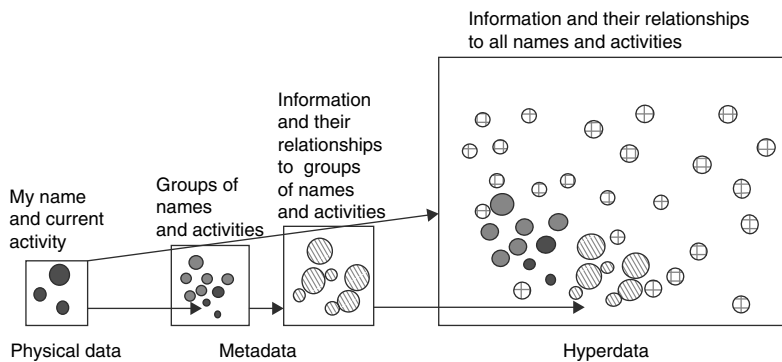 Information and their relationships
to all names and activities
Information
and their
relationships
to groups
of names
and activities
Groups of
names
and activities
My name
and current
activity
Physical data
Metadata
Hyperdata